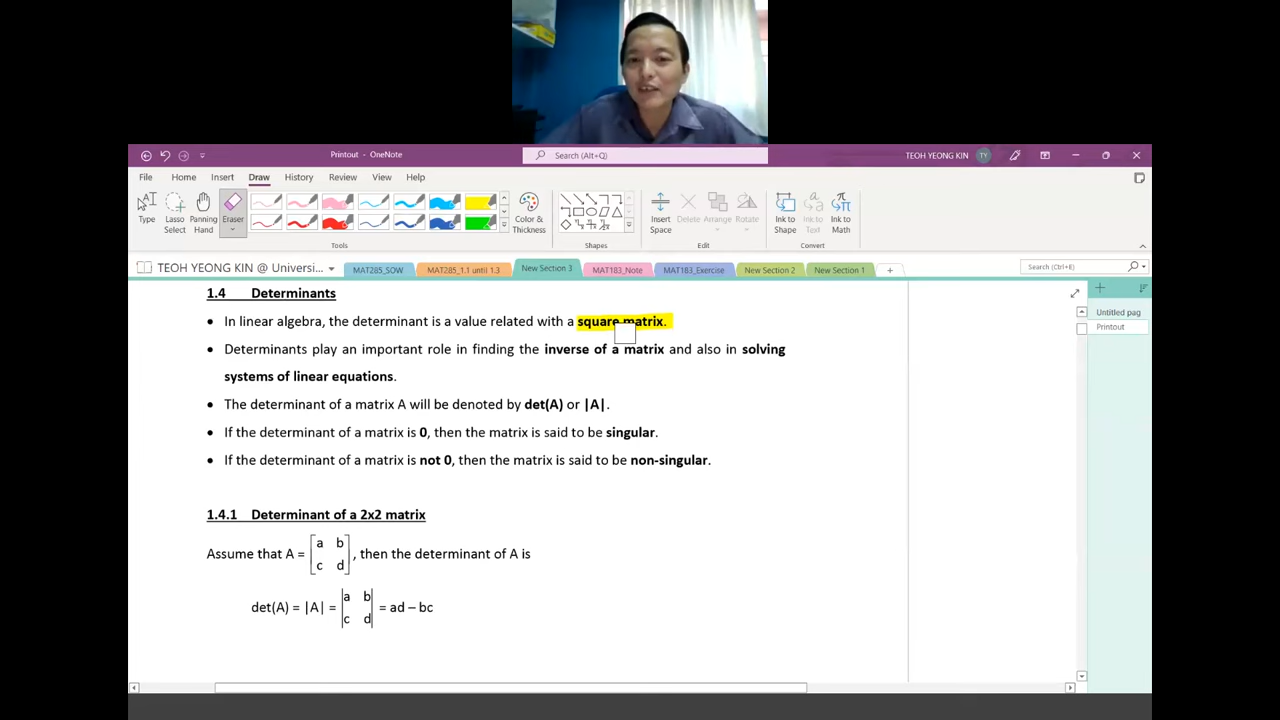 Printout - OneNote
Search (Alt+Q)
TEOH YEONG KIN
TY
File Home Insert Draw History Review View Help
Type
Lasso Select
Panning Hand
Eraser
Color & Thickness
Insert Space
Delete
Arrange
Rotate
Ink to Shape
Ink to Text
Ink to Math
Tools
Shapes
Edit
Convert
TEOH YEONG KIN @ Universi...
MAT285_SOW
MAT285_1.1 until 1.3
New Section 3
MAT183_Note
MAT183_Exercise
New Section 2
New Section 1
Search (Ctrl+E)
Untitled pag
Printout
1.4 Determinants
• In linear algebra, the determinant is a value related with a square matrix.
• Determinants play an important role in finding the inverse of a matrix and also in solving
systems of linear equations.
• The determinant of a matrix A will be denoted by det(A) or |A|.
• If the determinant of a matrix is 0, then the matrix is said to be singular.
• If the determinant of a matrix is not 0, then the matrix is said to be non-singular.
1.4.1 Determinant of a 2x2 matrix
a b
Assume that A = , then the determinant of A is
c d
a b
det(A) = |A| = = ad – bc
c d